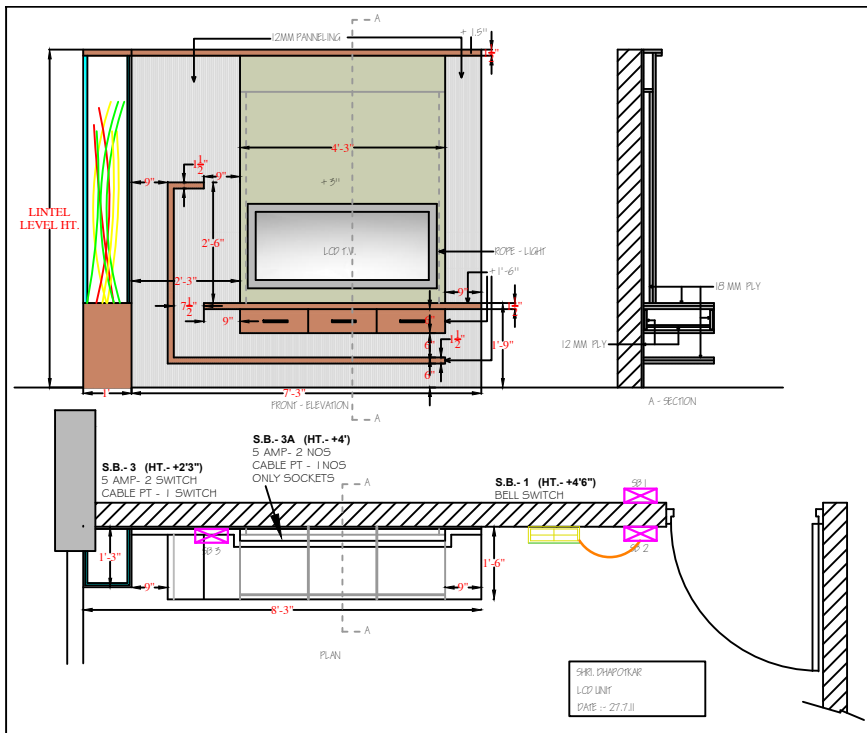 A
12MM PANNELING
+ 1.5"
4'-3"
1 1/2"
9"
9"
+ 3"
LINTEL
LEVEL HT.
2'-6"
LCD T.V.
ROPE - LIGHT
2'-3"
+ 1'-6"
9"
18 MM PLY
7 1/2"
9"
6"
1 1/2"
1'-9"
12 MM PLY
6"
1'
7'-3"
FRONT - ELEVATION
A
A - SECTION
S.B.- 3 (HT.- +2'3")
5 AMP- 2 SWITCH
CABLE PT - 1 SWITCH
S.B.- 3A (HT.- +4')
5 AMP- 2 NOS
CABLE PT - 1 NOS
ONLY SOCKETS
S.B.- 1 (HT.- +4'6")
BELL SWITCH
SB 1
A
SB 3
SB 2
1'-3"
1'-6"
9"
9"
8'-3"
A
PLAN
SHRI. DHAPOTKAR
LCD UNIT
DATE :- 27.7.11